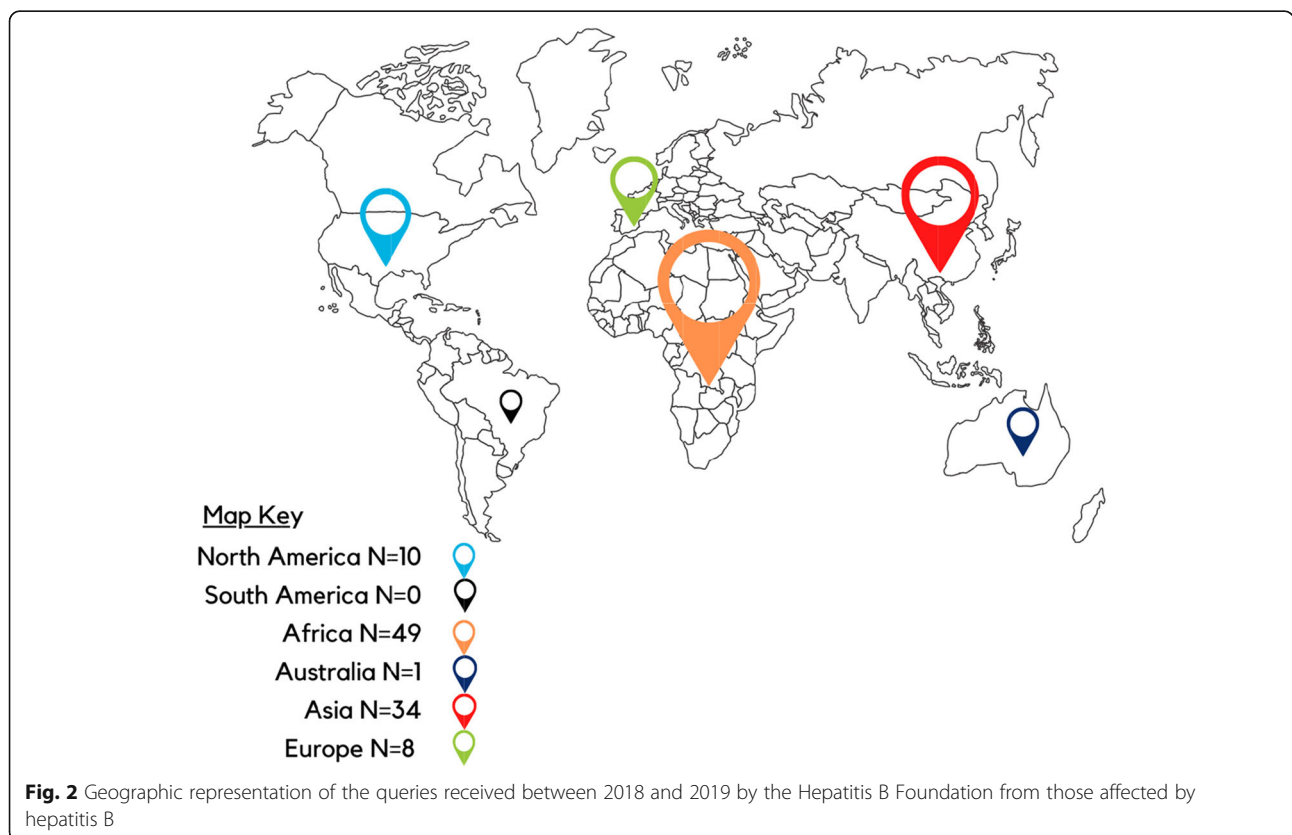 Map Key
North America N=10
South America N=0
Africa N=49
Australia N=1
Asia N=34
Europe N=8
Fig. 2 Geographic representation of the queries received between 2018 and 2019 by the Hepatitis B Foundation from those affected by
hepatitis B